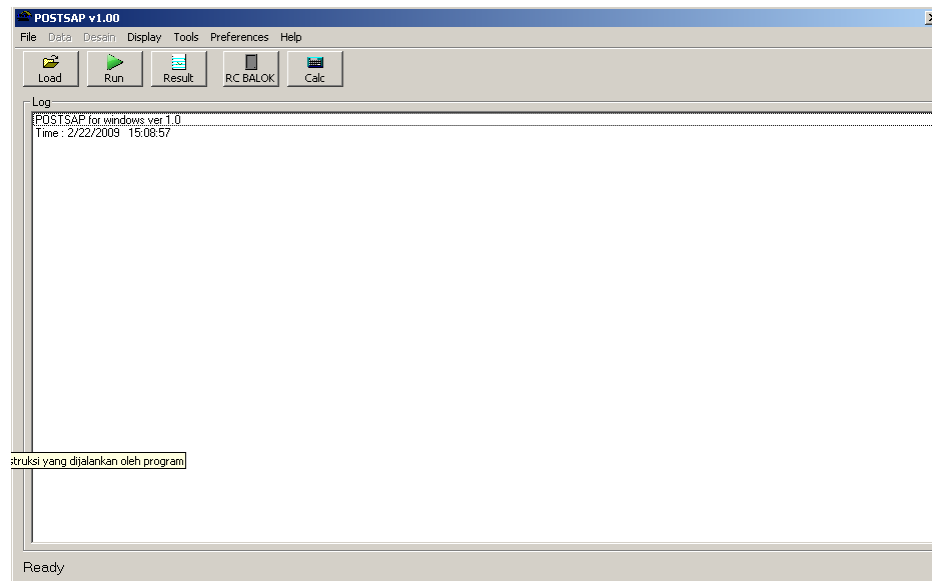 POSTSAP v1.00
File Data Desain Display Tools Preferences Help
Load Run Result RC BALOK Calc
Log
POSTSAP for windows ver 1.0
Time : 2/22/2009 15:08:57
struksi yang dijalankan oleh program
Ready